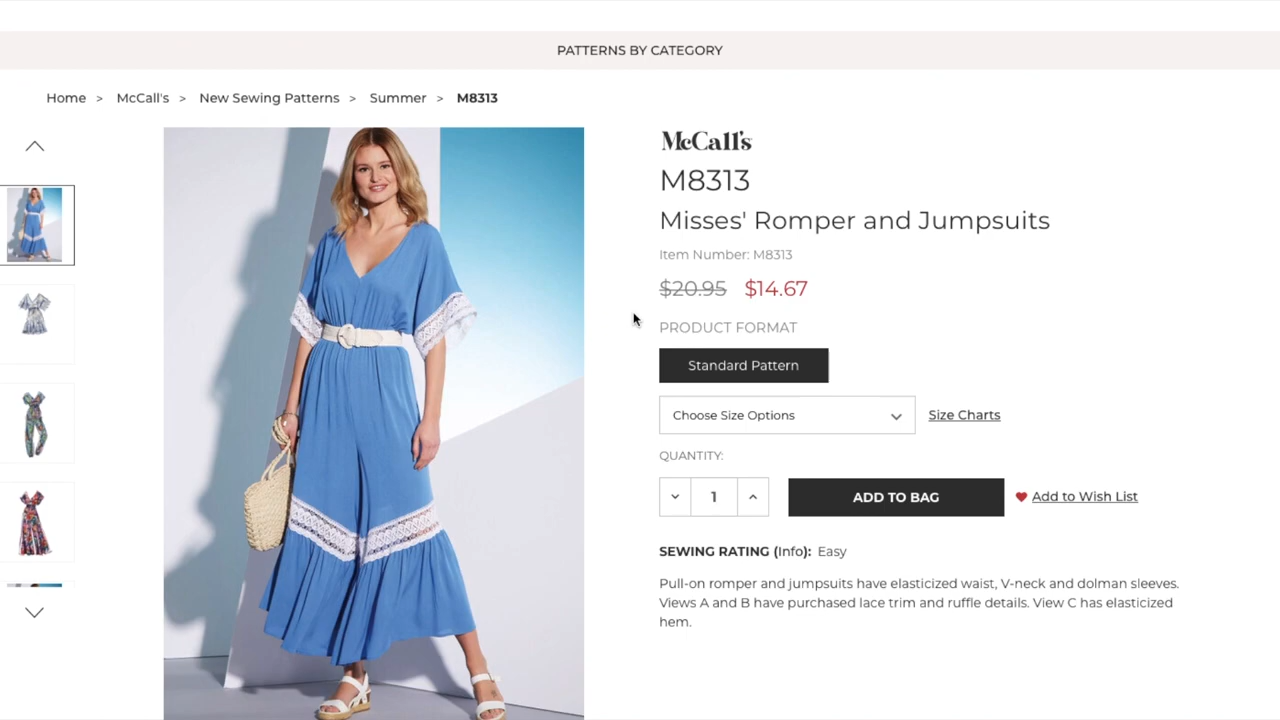 PATTERNS BY CATEGORY
Home > McCall's > New Sewing Patterns > Summer > M8313
McCall's
M8313
Misses' Romper and Jumpsuits
Item Number: M8313
$20.95 $14.67
PRODUCT FORMAT
Standard Pattern
Choose Size Options Size Charts
QUANTITY:
1 ADD TO BAG Add to Wish List
SEWING RATING (Info): Easy
Pull-on romper and jumpsuits have elasticized waist, V-neck and dolman sleeves.
Views A and B have purchased lace trim and ruffle details. View C has elasticized
hem.